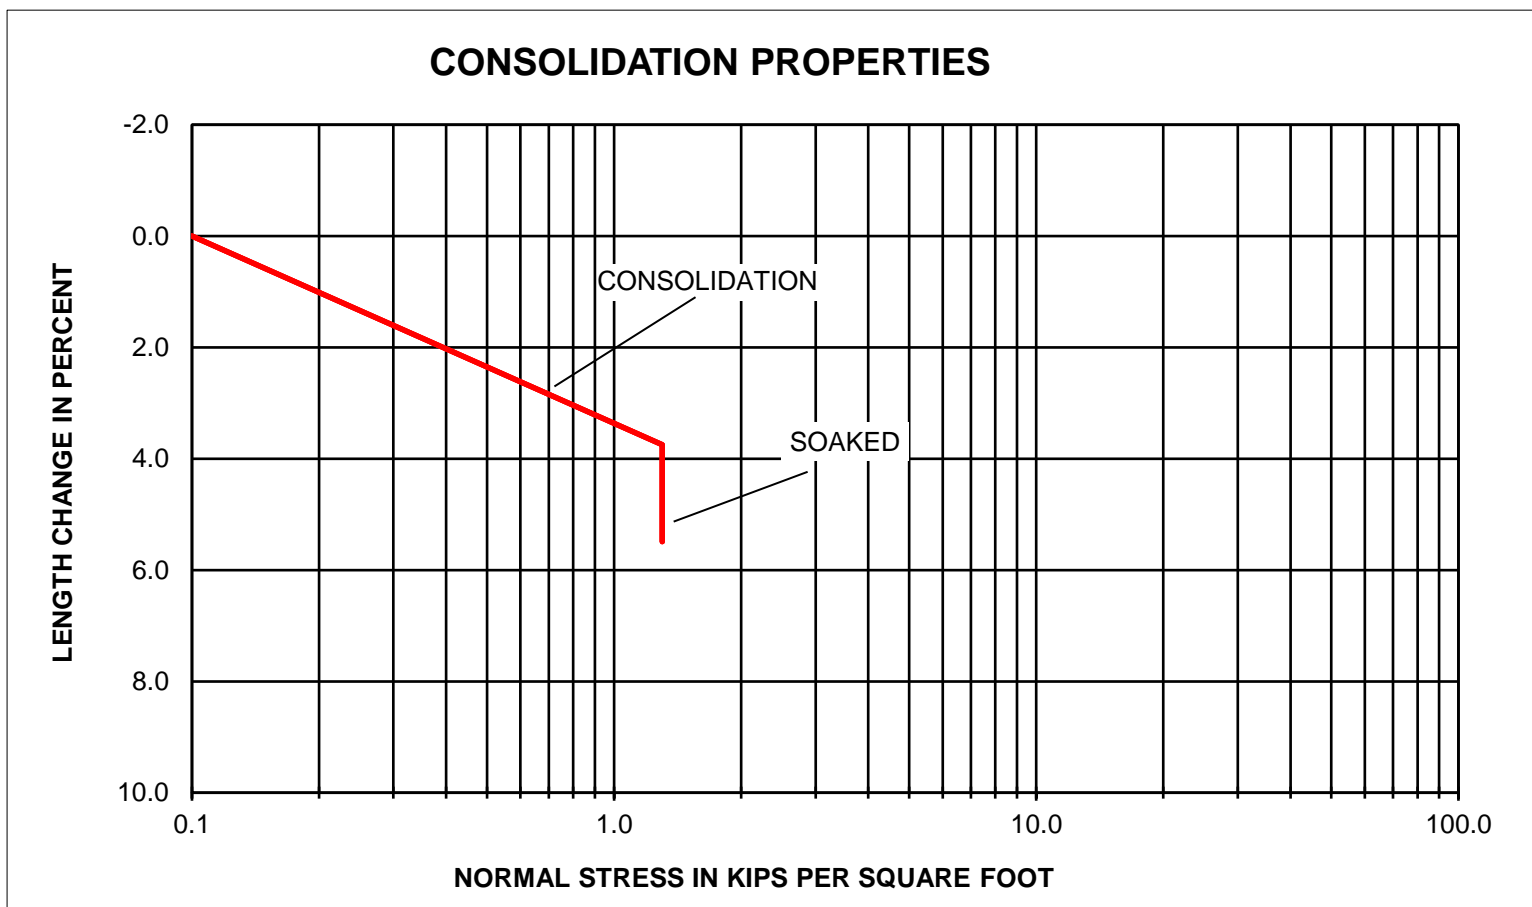 CONSOLIDATION PROPERTIES
-2.0
0.0
CONSOLIDATION
2.0
SOAKED
4.0
6.0
8.0
10.0
0.1 1.0 10.0 100.0
LENGTH CHANGE IN PERCENT
NORMAL STRESS IN KIPS PER SQUARE FOOT